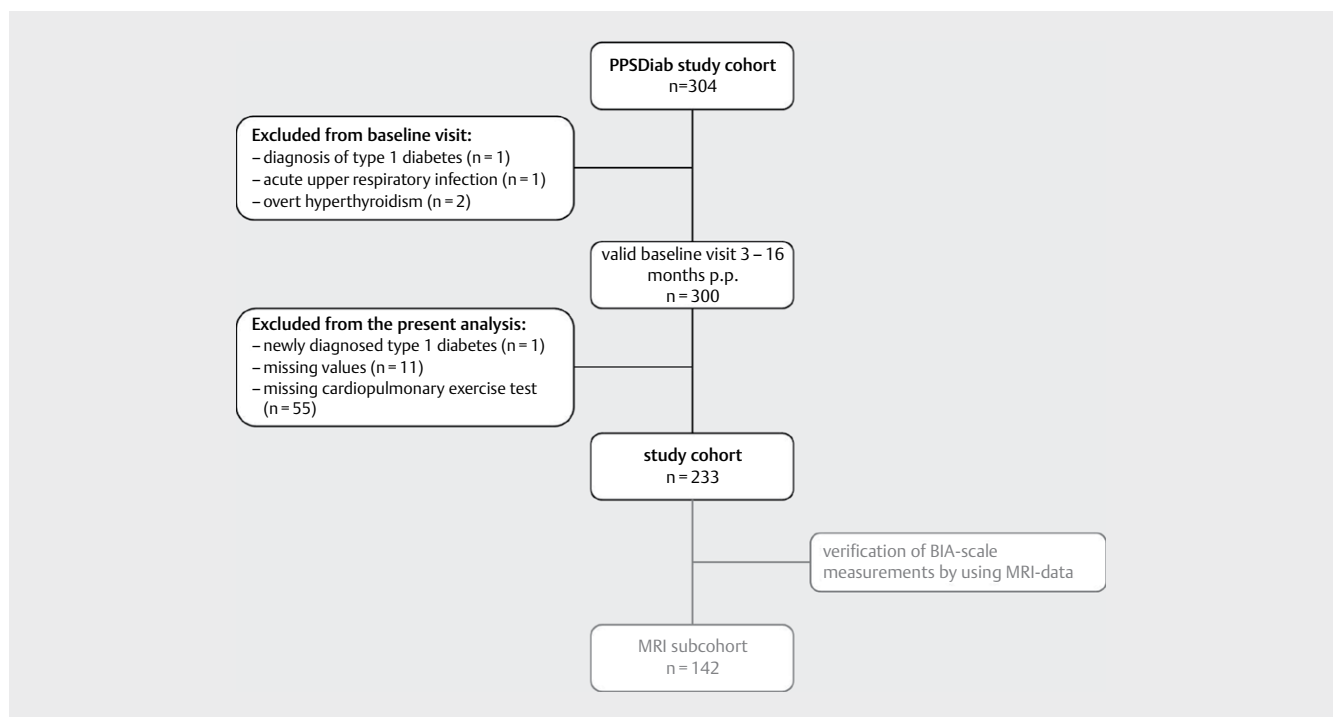 PPSDiab study cohort
n=304
Excluded from baseline visit:
– diagnosis of type 1 diabetes (n = 1)
– acute upper respiratory infection (n = 1)
– overt hyperthyroidism (n = 2)
valid baseline visit 3 – 16
months p.p.
n = 300
Excluded from the present analysis:
– newly diagnosed type 1 diabetes (n = 1)
– missing values (n = 11)
– missing cardiopulmonary exercise test
(n = 55)
study cohort
n = 233
verification of BIA-scale
measurements by using MRI-data
MRI subcohort
n = 142